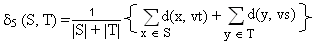 δ₅ (S, T) = 1/(|S| + |T|) { ∑_{x ∈ S} d(x, vt) + ∑_{y ∈ T} d(y, vs) }